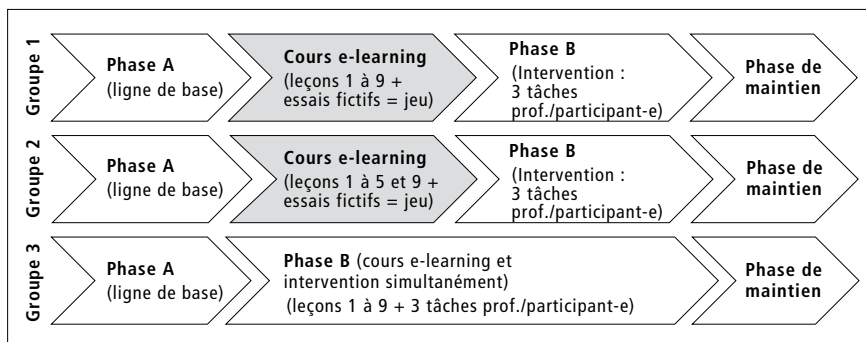 Groupe 1
Phase A
(ligne de base)
Cours e-learning
(leçons 1 à 9 +
essais fictifs = jeu)
Phase B
(Intervention :
3 tâches
prof./participant-e)
Phase de
maintien
Groupe 2
Phase A
(ligne de base)
Cours e-learning
(leçons 1 à 5 et 9 +
essais fictifs = jeu)
Phase B
(Intervention :
3 tâches
prof./participant-e)
Phase de
maintien
Groupe 3
Phase A
(ligne de base)
Phase B (cours e-learning et
intervention simultanément)
(leçons 1 à 9 + 3 tâches prof./participant-e)
Phase de
maintien